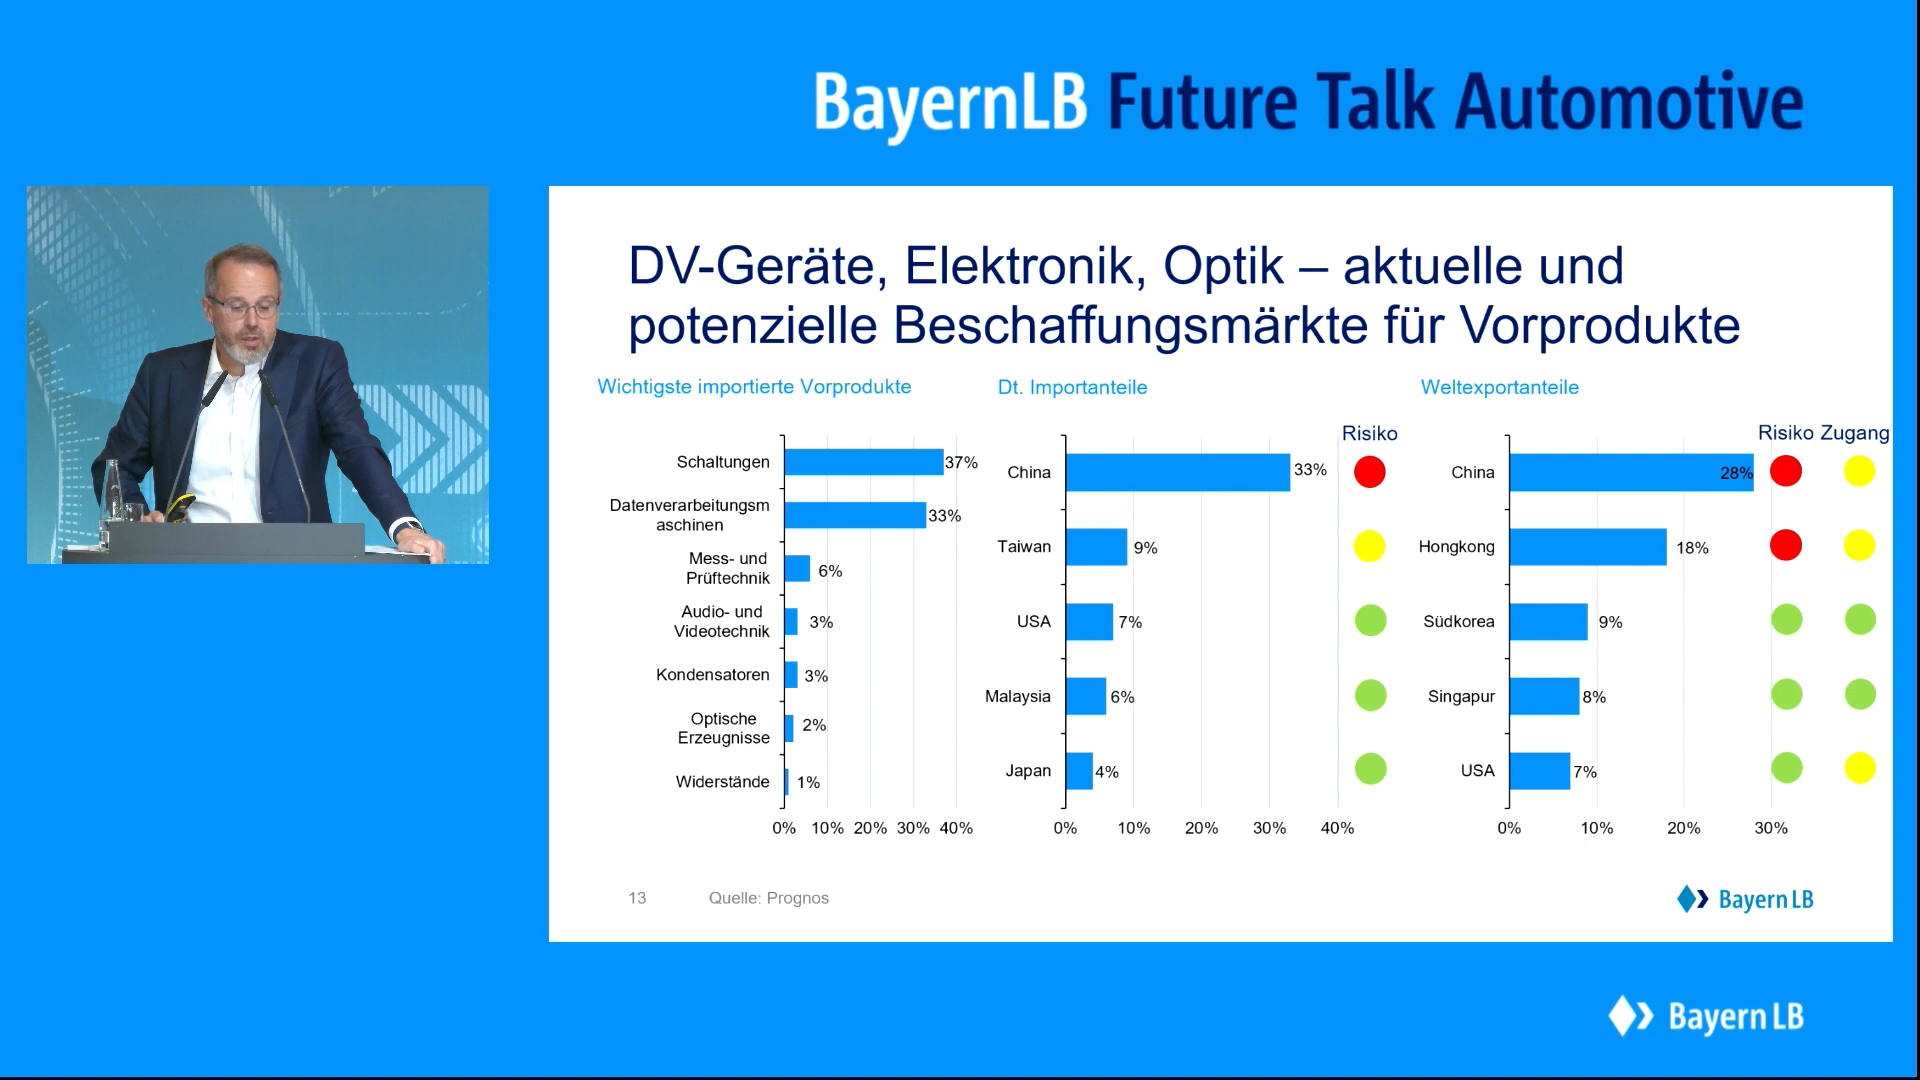 BayernLB Future Talk Automotive
DV-Geräte, Elektronik, Optik – aktuelle und
potenzielle Beschaffungsmärkte für Vorprodukte
Wichtigste importierte Vorprodukte
Schaltungen
37%
Datenverarbeitungsm
aschinen
33%
Mess- und
Prüftechnik
6%
Audio- und
Videotechnik
3%
Kondensatoren
3%
Optische
Erzeugnisse
2%
Widerstände
1%
0% 10% 20% 30% 40%
Dt. Importanteile
Risiko
China
33%
Taiwan
9%
USA
7%
Malaysia
6%
Japan
4%
0% 10% 20% 30% 40%
Weltexportanteile
Risiko Zugang
China
28%
Hongkong
18%
Südkorea
9%
Singapur
8%
USA
7%
0% 10% 20% 30%
13 Quelle: Prognos
BayernLB
BayernLB